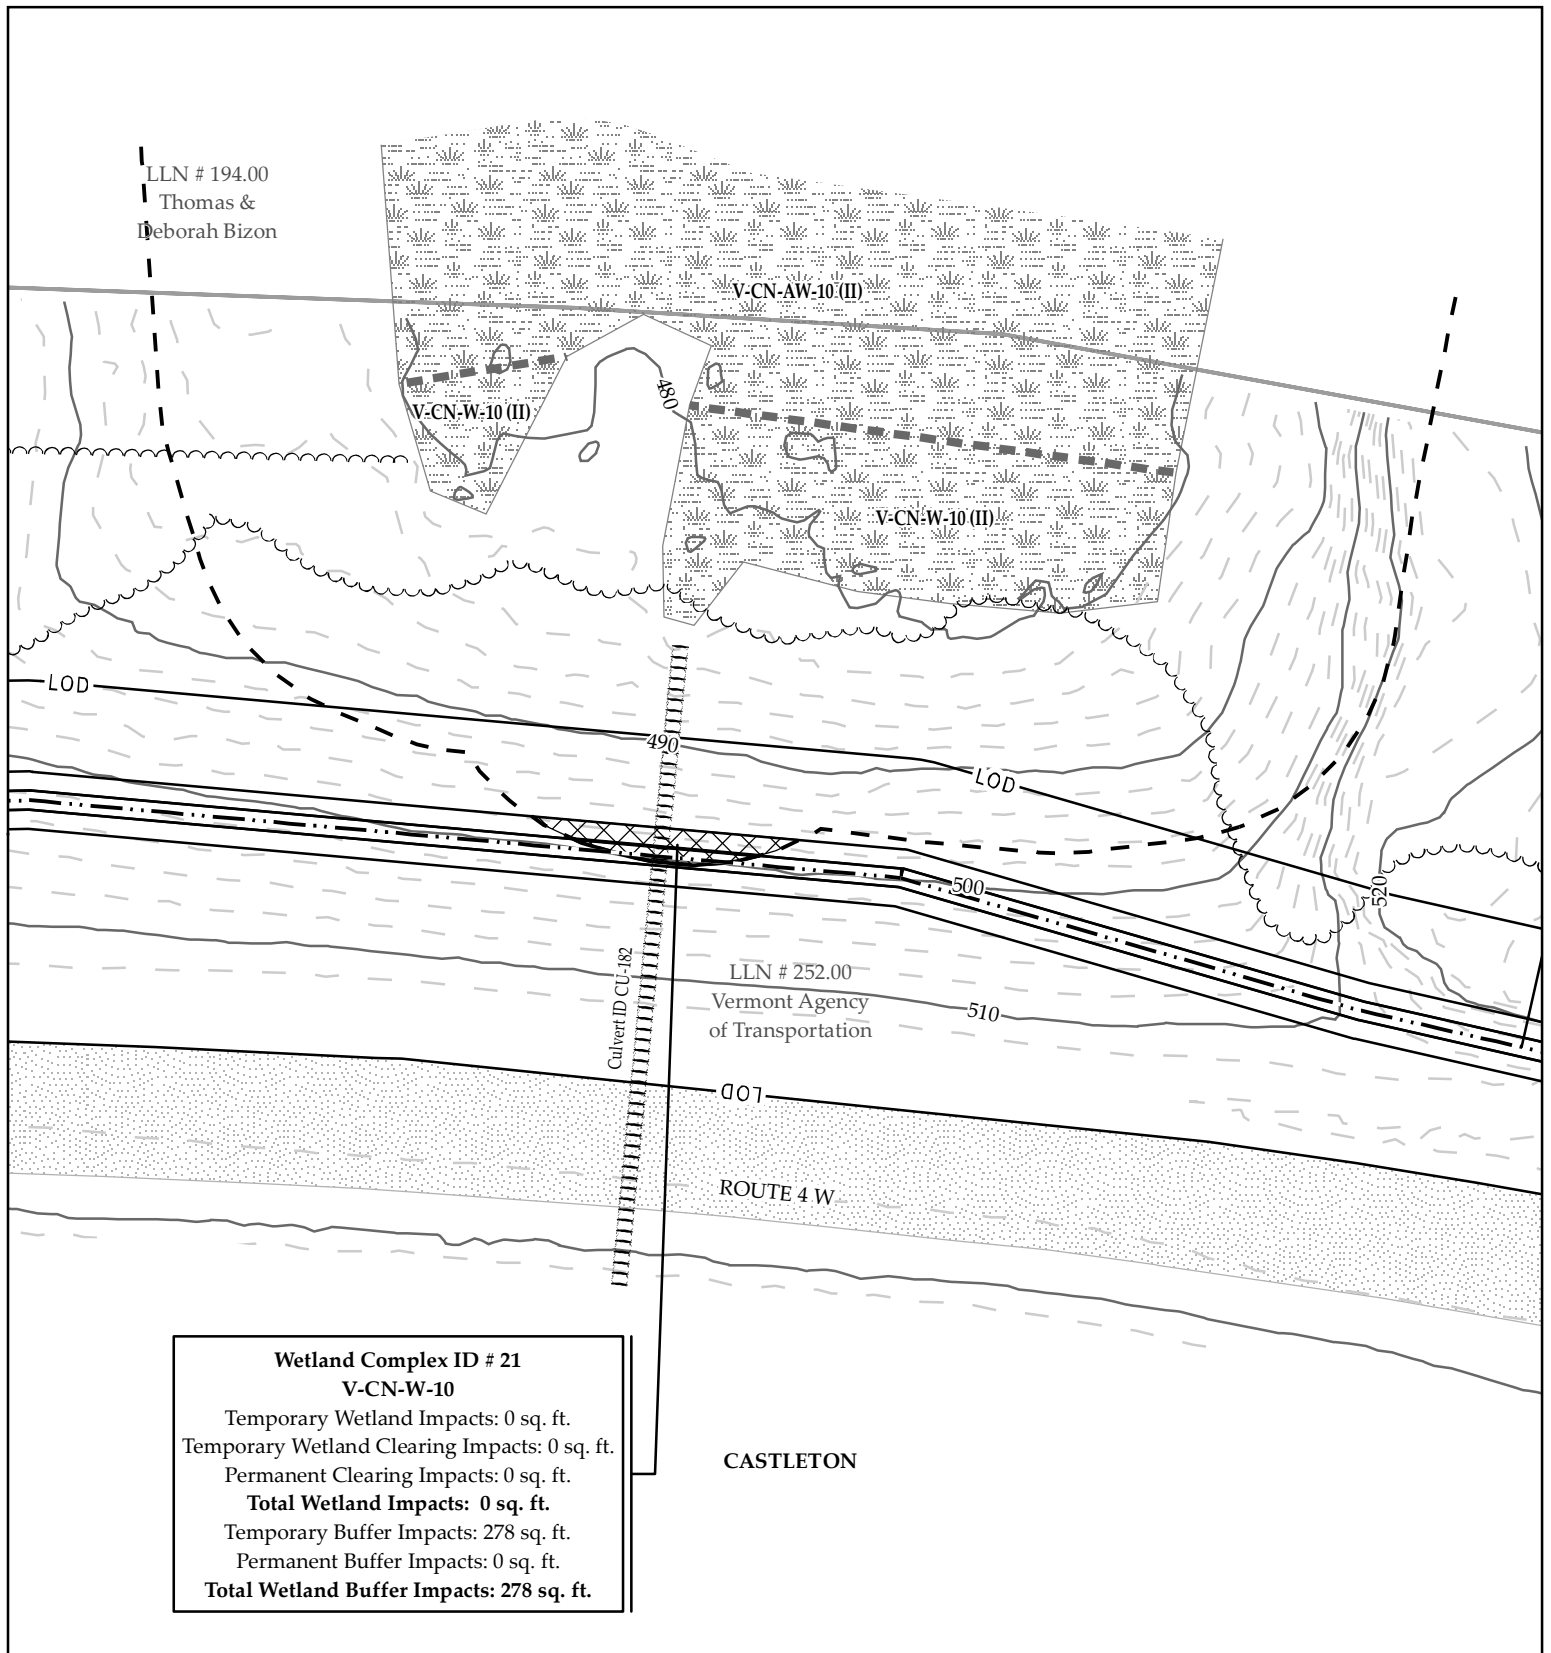 LLN # 194.00
Thomas &
Deborah Bizon
V-CN-AW-10 (II)
V-CN-W-10 (II)
480
V-CN-W-10 (II)
LOD
490
LOD
500
520
Culvert ID CU-182
LLN # 252.00
Vermont Agency
of Transportation
510
LOD
ROUTE 4 W
Wetland Complex ID # 21
V-CN-W-10
Temporary Wetland Impacts: 0 sq. ft.
Temporary Wetland Clearing Impacts: 0 sq. ft.
Permanent Clearing Impacts: 0 sq. ft.
Total Wetland Impacts:  0 sq. ft.
Temporary Buffer Impacts: 278 sq. ft.
Permanent Buffer Impacts: 0 sq. ft.
Total Wetland Buffer Impacts: 278 sq. ft.
CASTLETON